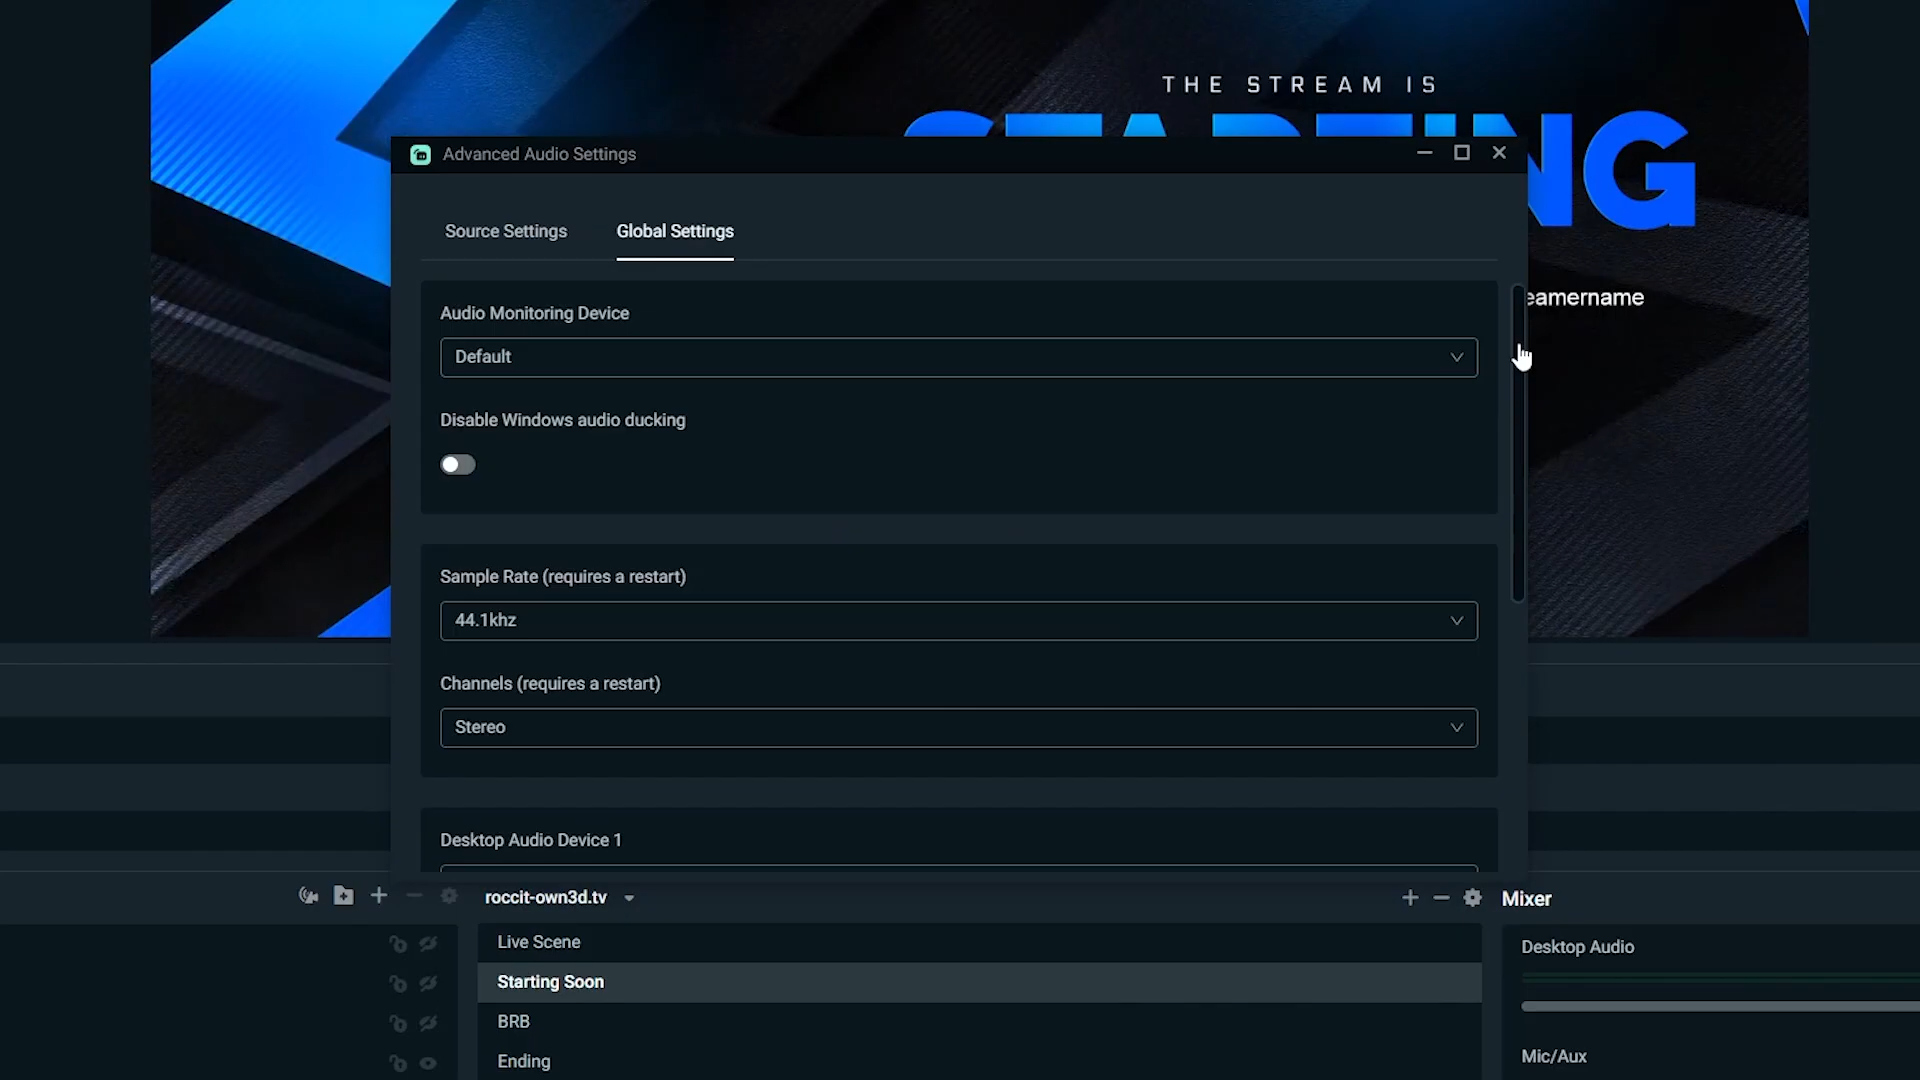 THE STREAM IS
STARTING
Advanced Audio Settings
Source Settings
Global Settings
Audio Monitoring Device
eamername
Default
Disable Windows audio ducking
Sample Rate (requires a restart)
44.1khz
Channels (requires a restart)
Stereo
Desktop Audio Device 1
roccit-own3d.tv
Mixer
Live Scene
Desktop Audio
Starting Soon
BRB
Mic/Aux
Ending